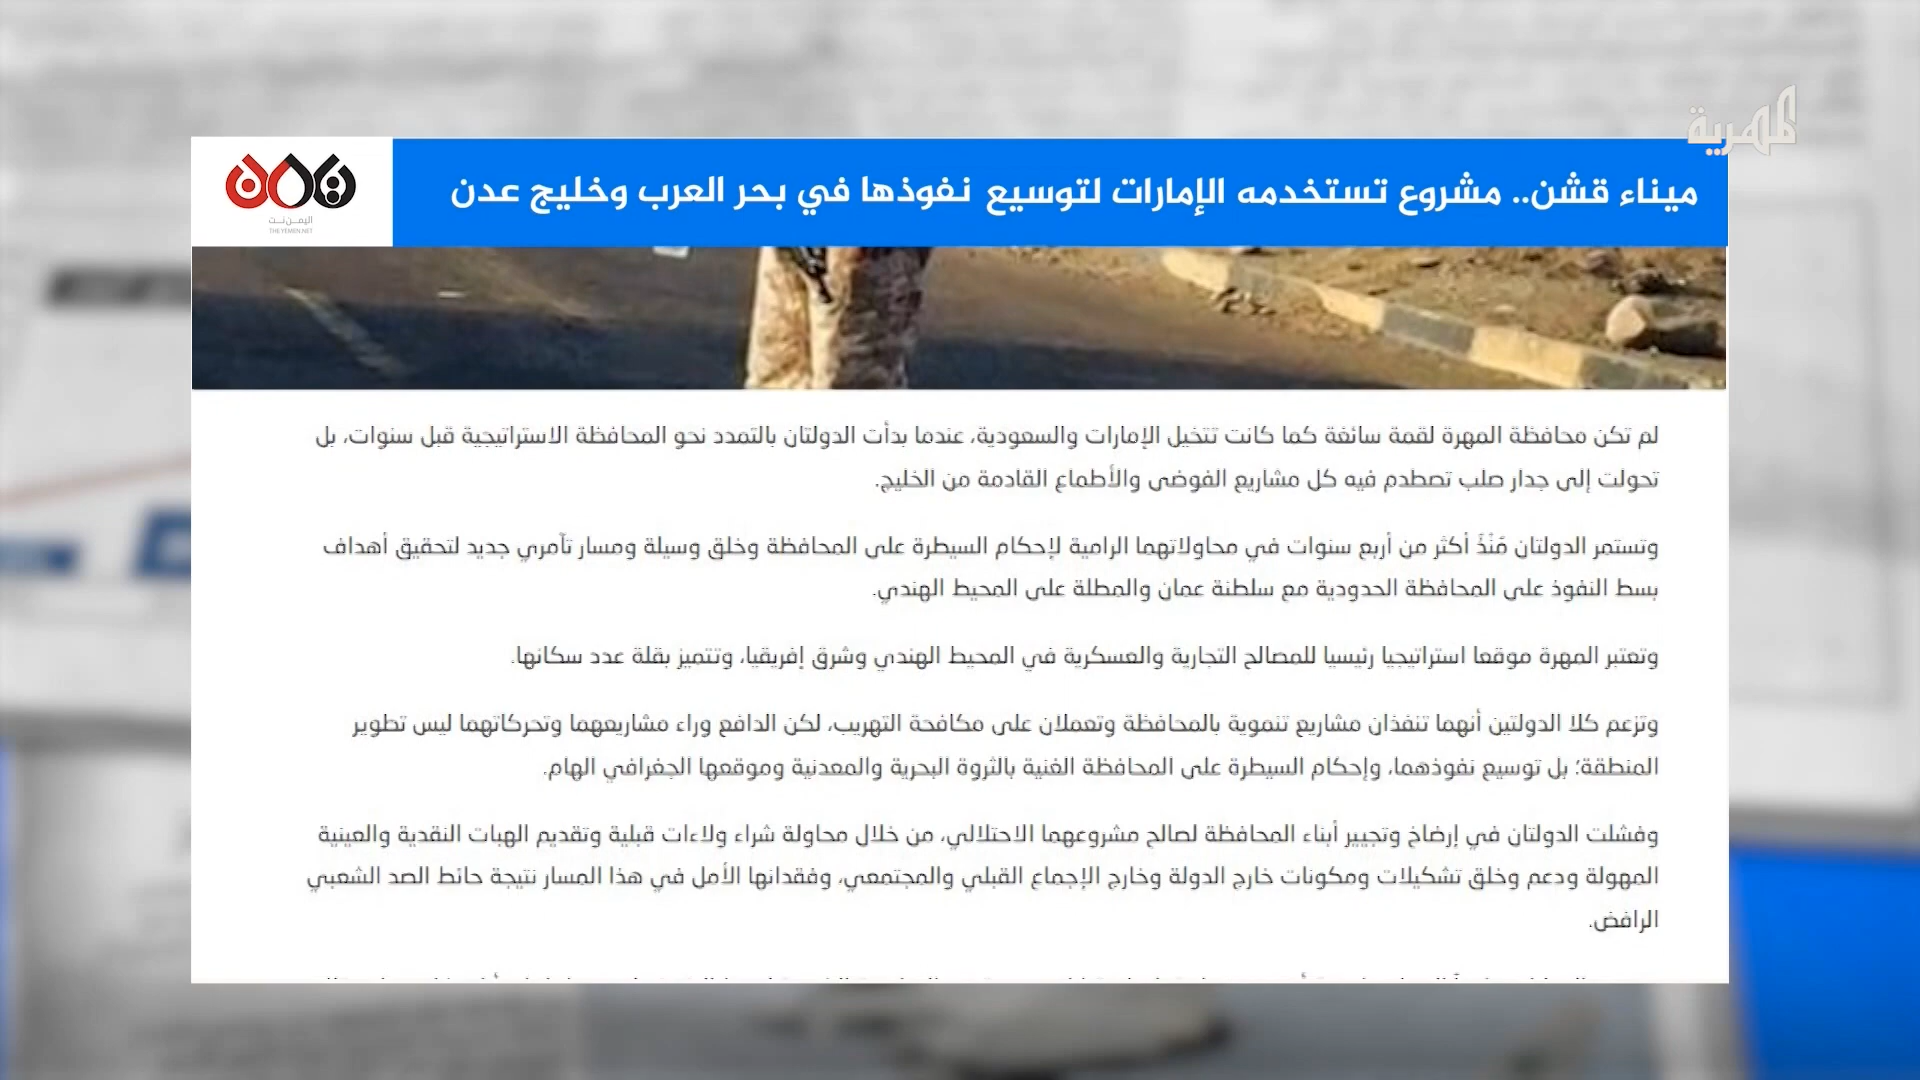 المهرية
ميناء قشن.. مشروع تستخدمه الإمارات لتوسيع نفوذها في بحر العرب وخليج عدن
اليمن نت
THE YEMEN.NET
لم تكن محافظة المهرة لقمة سائغة كما كانت تتخيل الإمارات والسعودية، عندما بدأت الدولتان بالتمدد نحو المحافظة الاستراتيجية قبل سنوات، بل
تحولت إلى جدار صلب تصطدم فيه كل مشاريع الفوضى والأطماع القادمة من الخليج.
وتستمر الدولتان مًنْذَ أكثر من أربع سنوات في محاولاتهما الرامية لإحكام السيطرة على المحافظة وخلق وسيلة ومسار تآمري جديد لتحقيق أهداف
بسط النفوذ على المحافظة الحدودية مع سلطنة عمان والمطلة على المحيط الهندي.
وتعتبر المهرة موقعا استراتيجيا رئيسيا للمصالح التجارية والعسكرية في المحيط الهندي وشرق إفريقيا، وتتميز بقلة عدد سكانها.
وتزعم كلا الدولتين أنهما تنفذان مشاريع تنموية بالمحافظة وتعملان على مكافحة التهريب، لكن الدافع وراء مشاريعهما وتحركاتهما ليس تطوير
المنطقة؛ بل توسيع نفوذهما، وإحكام السيطرة على المحافظة الغنية بالثروة البحرية والمعدنية وموقعها الجغرافي الهام.
وفشلت الدولتان في إرضاخ وتجيير أبناء المحافظة لصالح مشروعهما الاحتلالي، من خلال محاولة شراء ولاءات قبلية وتقديم الهبات النقدية والعينية
المهولة ودعم وخلق تشكيلات ومكونات خارج الدولة وخارج الإجماع القبلي والمجتمعي، وفقدانها الأمل في هذا المسار نتيجة حائط الصد الشعبي
الرافض.